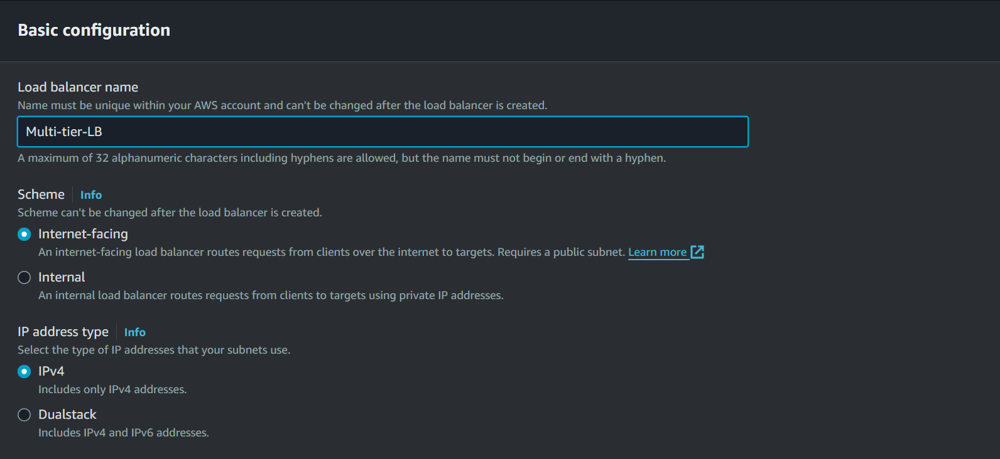 Basic configuration
Load balancer name
Name must be unique within your AWS account and can't be changed after the load balancer is created.
Multi-tier-LB
A maximum of 32 alphanumeric characters including hyphens are allowed, but the name must not begin or end with a hyphen.
Scheme Info
Scheme can't be changed after the load balancer is created.
Internet-facing
An internet-facing load balancer routes requests from clients over the internet to targets. Requires a public subnet. Learn more
Internal
An internal load balancer routes requests from clients to targets using private IP addresses.
IP address type Info
Select the type of IP addresses that your subnets use.
IPv4
Includes only IPv4 addresses.
Dualstack
Includes IPv4 and IPv6 addresses.